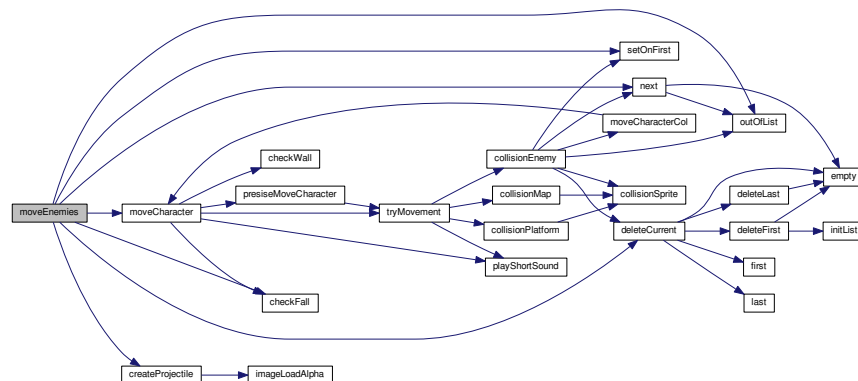 setOnFirst
next
moveCharacterCol
outOfList
checkWall
collisionEnemy
presiseMoveCharacter
collisionMap
collisionSprite
deleteLast
empty
moveEnemies
moveCharacter
tryMovement
collisionPlatform
deleteCurrent
deleteFirst
initList
playShortSound
first
checkFall
last
createProjectile
imageLoadAlpha